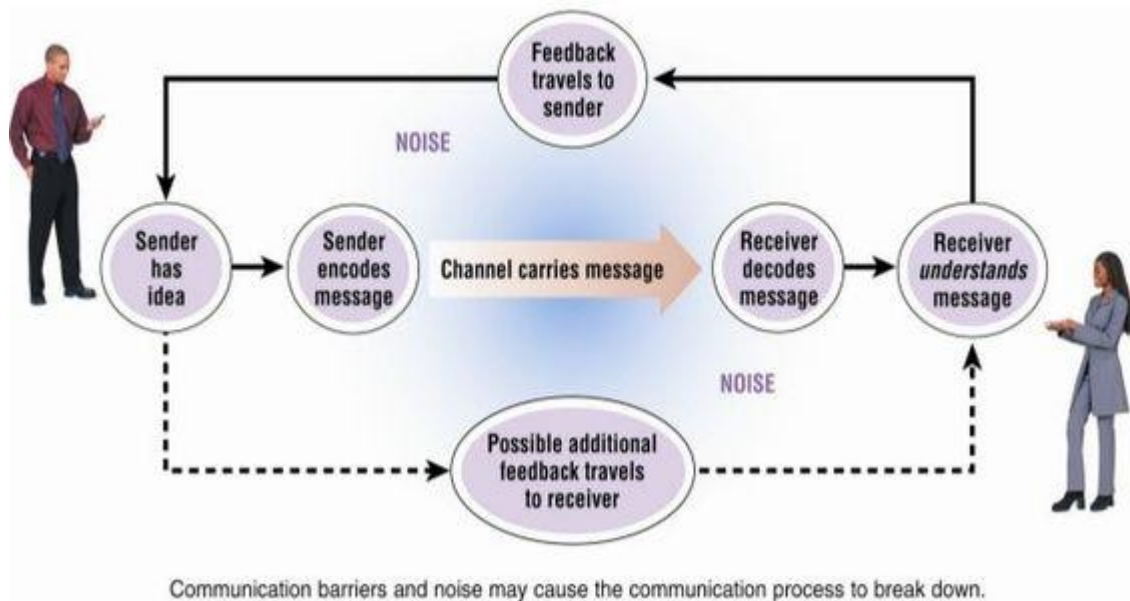 Feedback
travels to
sender
NOISE
Sender
has
idea
Sender
encodes
message
Channel carries message
Receiver
decodes
message
Receiver
understands
message
NOISE
Possible additional
feedback travels
to receiver
Communication barriers and noise may cause the communication process to break down.